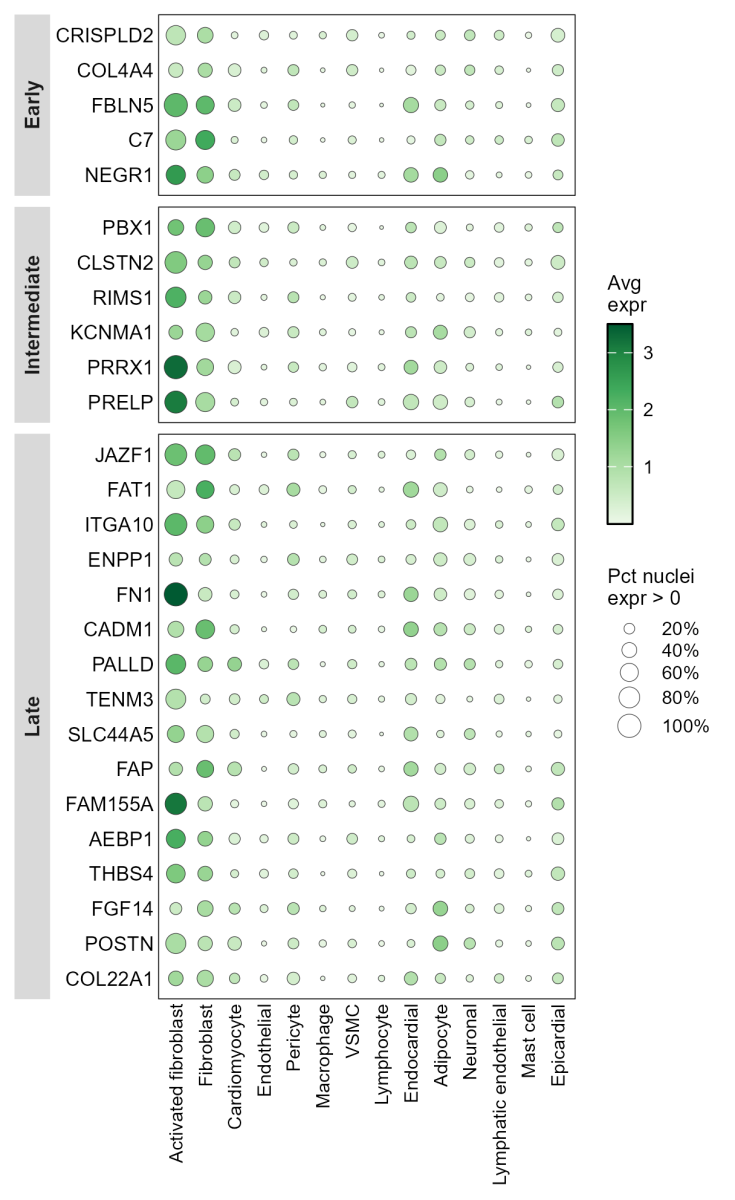 Early
CRISPLD2
COL4A4
FBLN5
C7
NEGR1
Intermediate
PBX1
CLSTN2
RIMS1
KCNMA1
PRRX1
PRELP
Late
JAZF1
FAT1
ITGA10
ENPP1
FN1
CADM1
PALLD
TENM3
SLC44A5
FAP
FAM155A
AEBP1
THBS4
FGF14
POSTN
COL22A1
Activated fibroblast
Fibroblast
Cardiomyocyte
Endothelial
Pericyte
Macrophage
VSMC
Lymphocyte
Endocardial
Adipocyte
Neuronal
Lymphatic endothelial
Mast cell
Epicardial
Avg
expr
3
2
1
Pct nuclei
expr > 0
20%
40%
60%
80%
100%